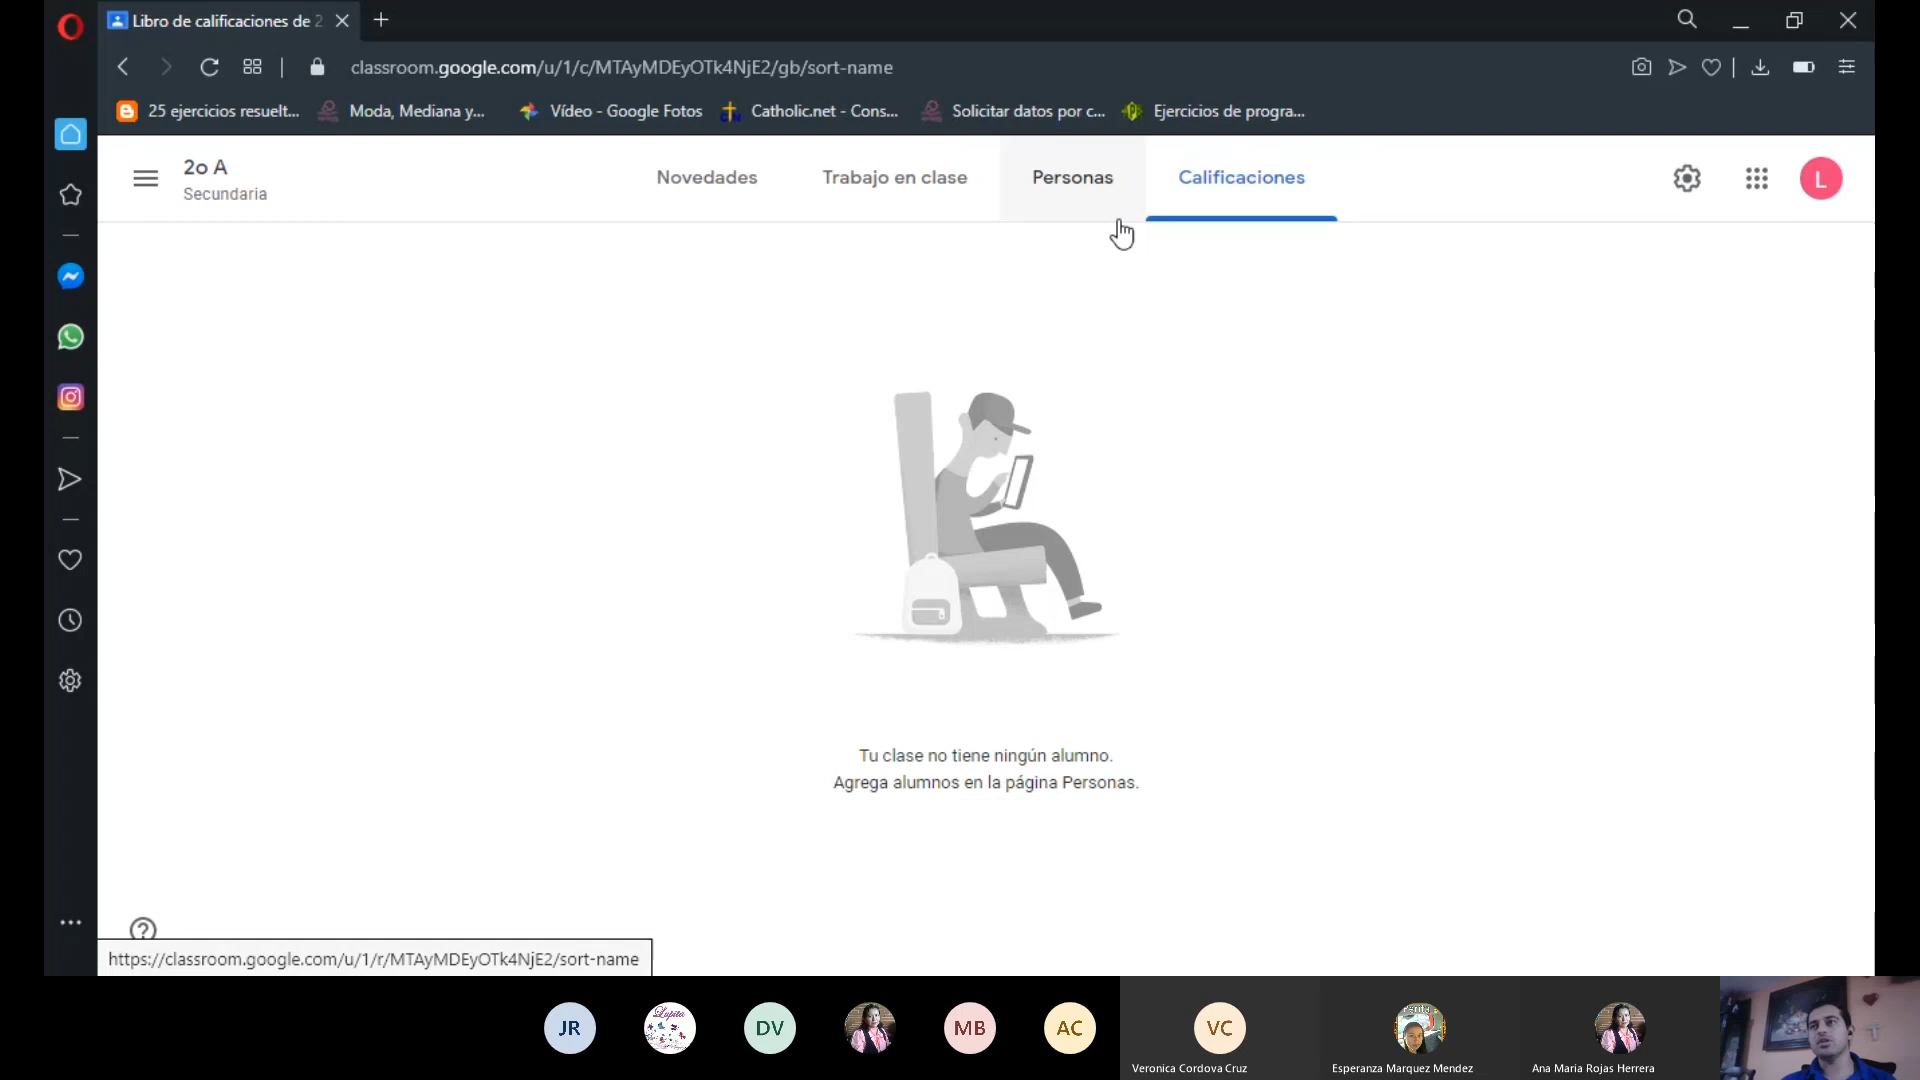 Libro de calificaciones de 2
classroom.google.com/u/1/c/MTAyMDEyOTk4NjE2/gb/sort-name
25 ejercicios resuelt...
Moda, Mediana y...
Vídeo - Google Fotos
Catholic.net - Cons...
Solicitar datos por c...
Ejercicios de progra...
2o A
Secundaria
Novedades
Trabajo en clase
Personas
Calificaciones
L
Tu clase no tiene ningún alumno.
Agrega alumnos en la página Personas.
https://classroom.google.com/u/1/r/MTAyMDEyOTk4NjE2/sort-name
JR
Lupita
DV
MB
AC
VC
Veronica Cordova Cruz
Esperanza Marquez Mendez
Ana Maria Rojas Herrera